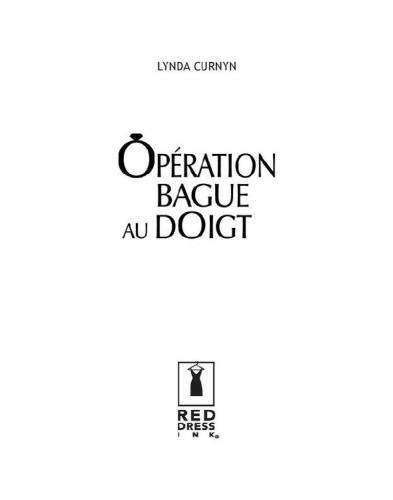 LYNDA CURNYN
OPÉRATION
BAGUE
AU DOIGT
RED
DRESS
INK®